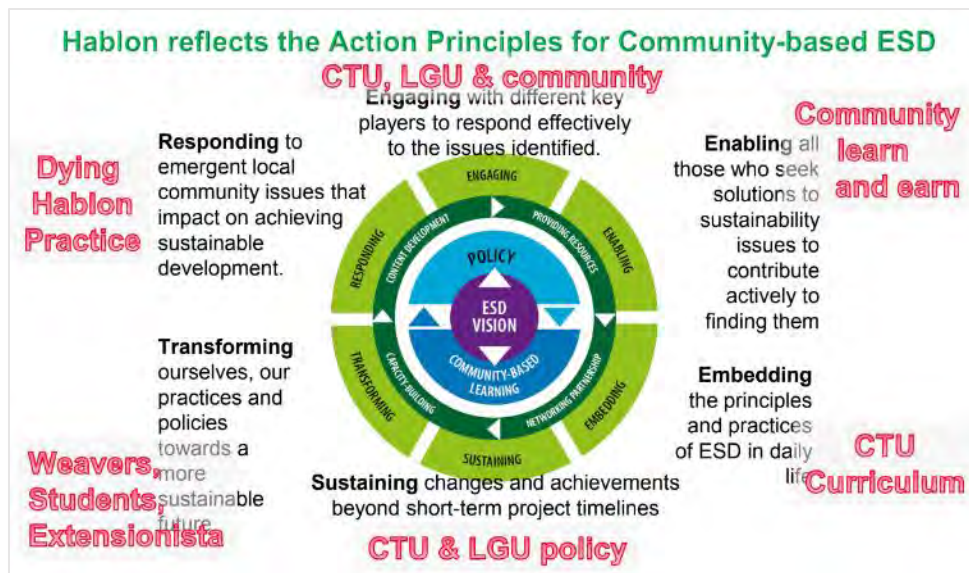 Hablon reflects the Action Principles for Community-based ESD
CTU, LGU & community
Engaging with different key
players to respond effectively
to the issues identified.
Dying
Hablon
Practice
Responding to
emergent local
community issues that
impact on achieving
sustainable
development.
Community
learn
and earn
Enabling all
those who seek
solutions to
sustainability
issues to
contribute
actively to
finding them
ENGAGING
RESPONDING
ENABLING
CONTENT DEVELOPMENT
PROVIDING RESOURCES
POLICY
ESD
VISION
COMMUNITY-BASED
LEARNING
CAPACITY-BUILDING
NETWORKING PARTNERSHIP
TRANSFORMING
EMBEDDING
SUSTAINING
Transforming
ourselves, our
practices and
policies
towards a
more
sustainable
future
Weavers,
Students,
Extensionista
Embedding
the principles
and practices
of ESD in daily
life
CTU
Curriculum
Sustaining changes and achievements
beyond short-term project timelines
CTU & LGU policy